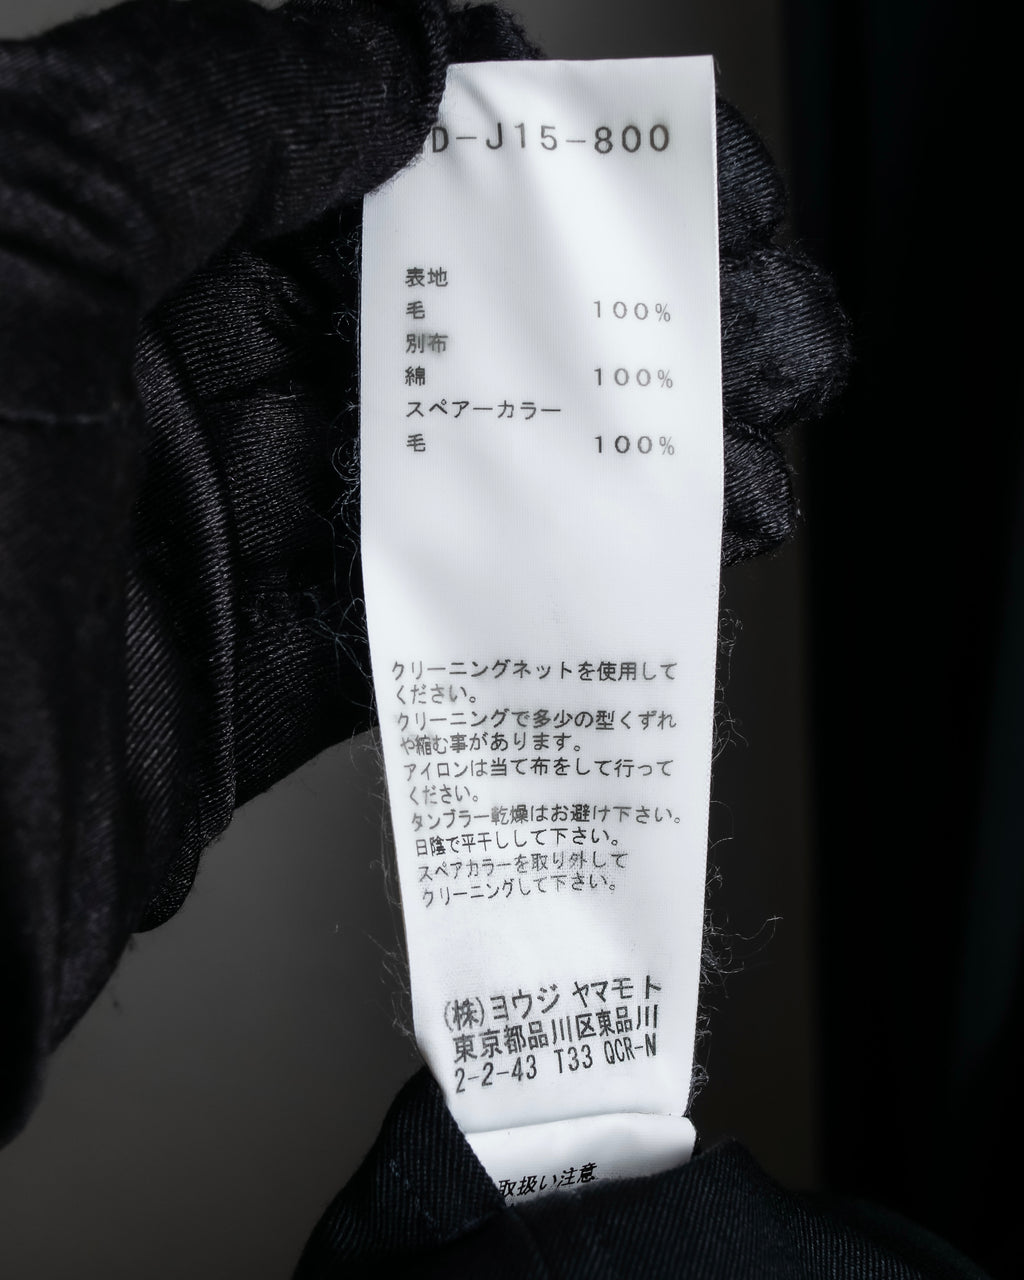 D-J15-800
表地
毛 100%
別布
綿 100%
スペアーカラー
毛 100%
クリーニングネットを使用して
ください。
クリーニングで多少の型くずれ
や縮む事があります。
アイロンは当て布をして行って
ください。
タンブラー乾燥はお避け下さい。
日陰で平干しして下さい。
スペアカラーを取り外して
クリーニングして下さい。
(株)ヨウジ ヤマモト
東京都品川区東品川
2-2-43 T33 QCR-N
取扱い注意